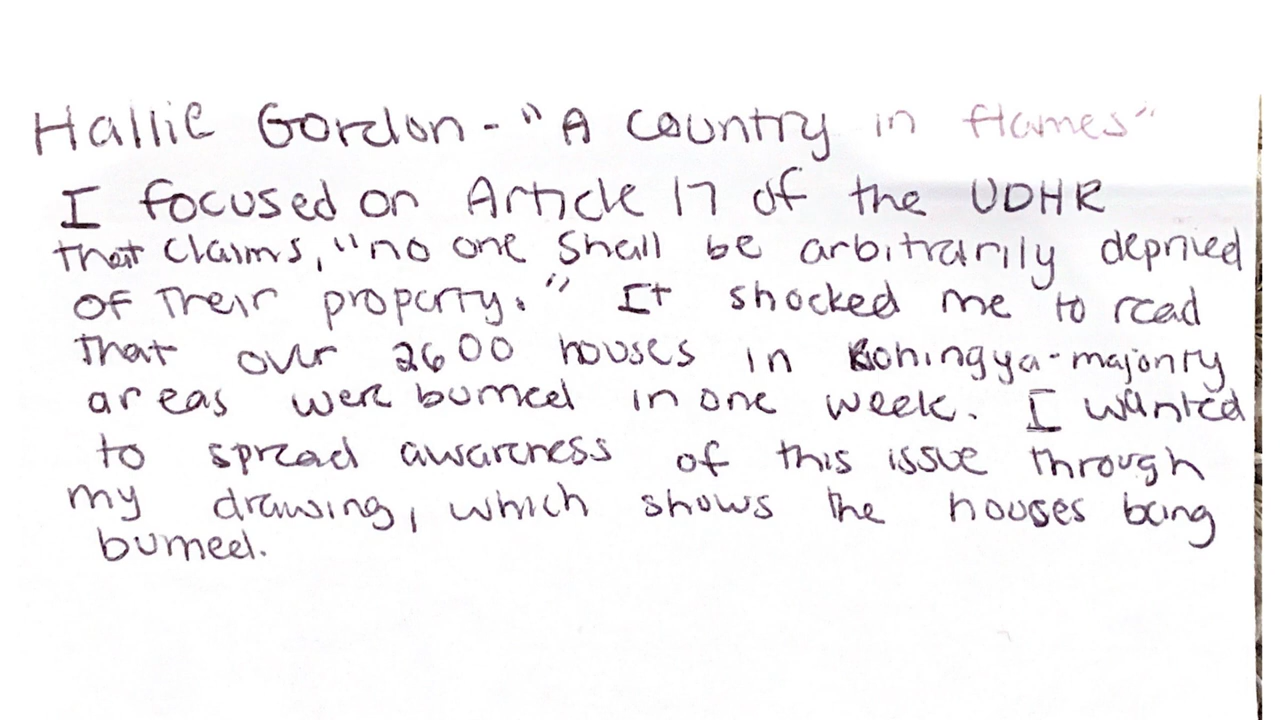 Hallie Gordon - "A country in flames"
I focused on Article 17 of the UDHR
that claims, "no one shall be arbitrarily deprived
of their property." It shocked me to read
that over 2600 houses in Rohingya-majority
areas were burned in one week. I wanted
to spread awareness of this issue through
my drawing, which shows the houses being
burned.